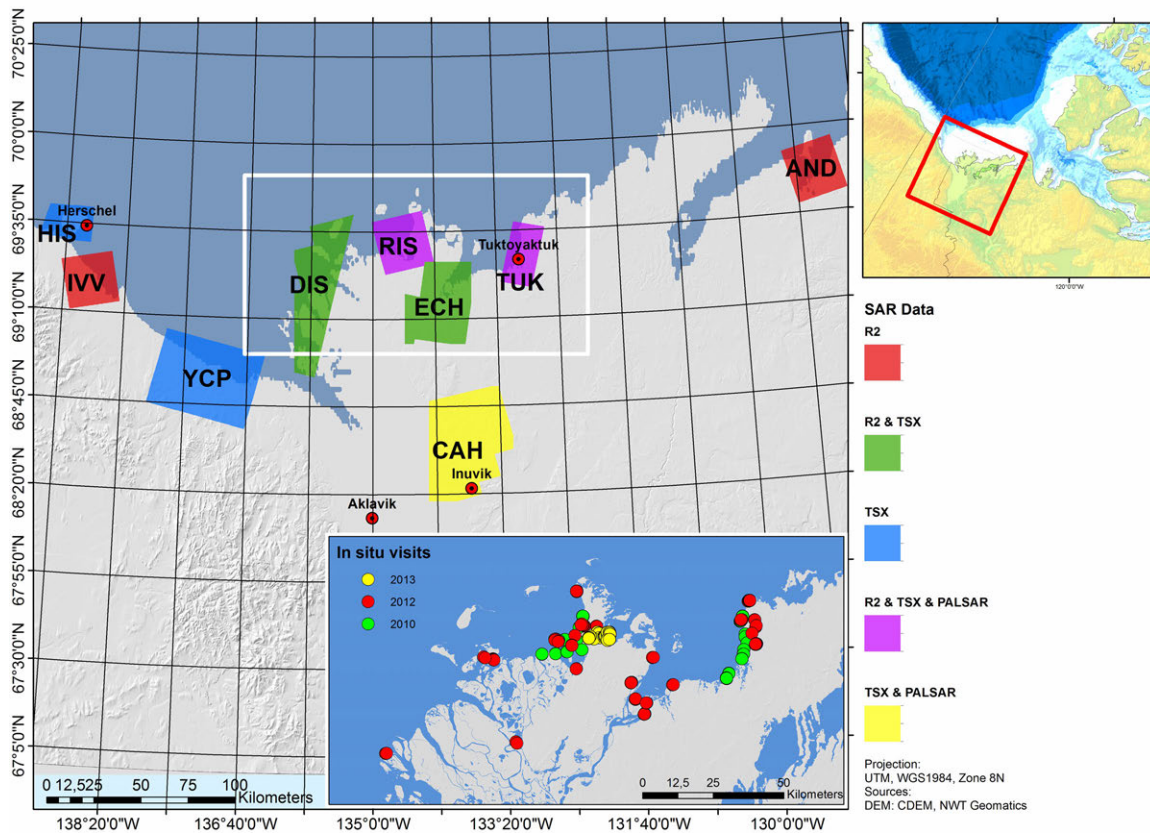 70°25'0"N
70°0'0"N
69°35'0"N
69°10'0"N
68°45'0"N
68°20'0"N
67°55'0"N
67°30'0"N
67°5'0"N
AND
Herschel
HIS
IVV
DIS
RIS
Tuktoyaktuk
TUK
ECH
YCP
CAH
Inuvik
Aklavik
In situ visits
2013
2012
2010
0 12,5 25 50 75 100
Kilometers
0 12,5 25 50
Kilometers
138°20'0"W 136°40'0"W 135°0'0"W 133°20'0"W 131°40'0"W 130°0'0"W
120°0'0"W
SAR Data
R2
R2 & TSX
TSX
R2 & TSX & PALSAR
TSX & PALSAR
Projection:
UTM, WGS1984, Zone 8N
Sources:
DEM: CDEM, NWT Geomatics